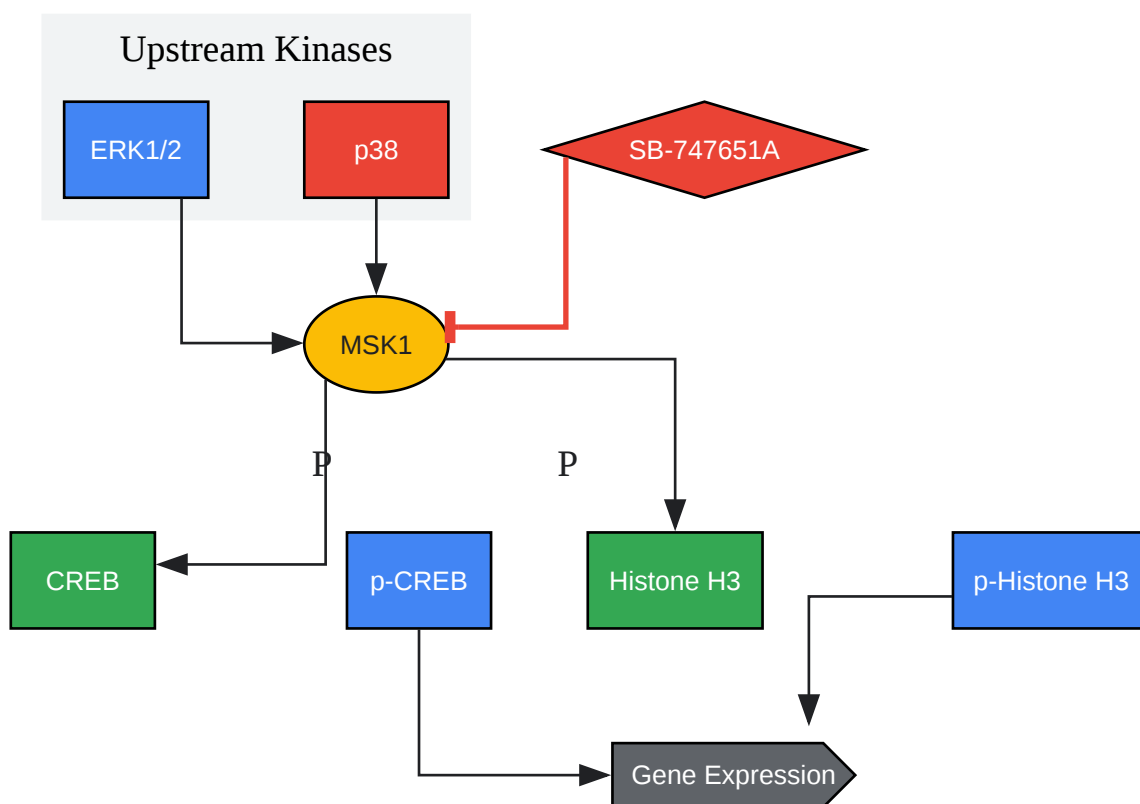 Upstream Kinases
ERK1/2
p38
SB-747651A
MSK1
P
P
CREB
p-CREB
Histone H3
p-Histone H3
Gene Expression